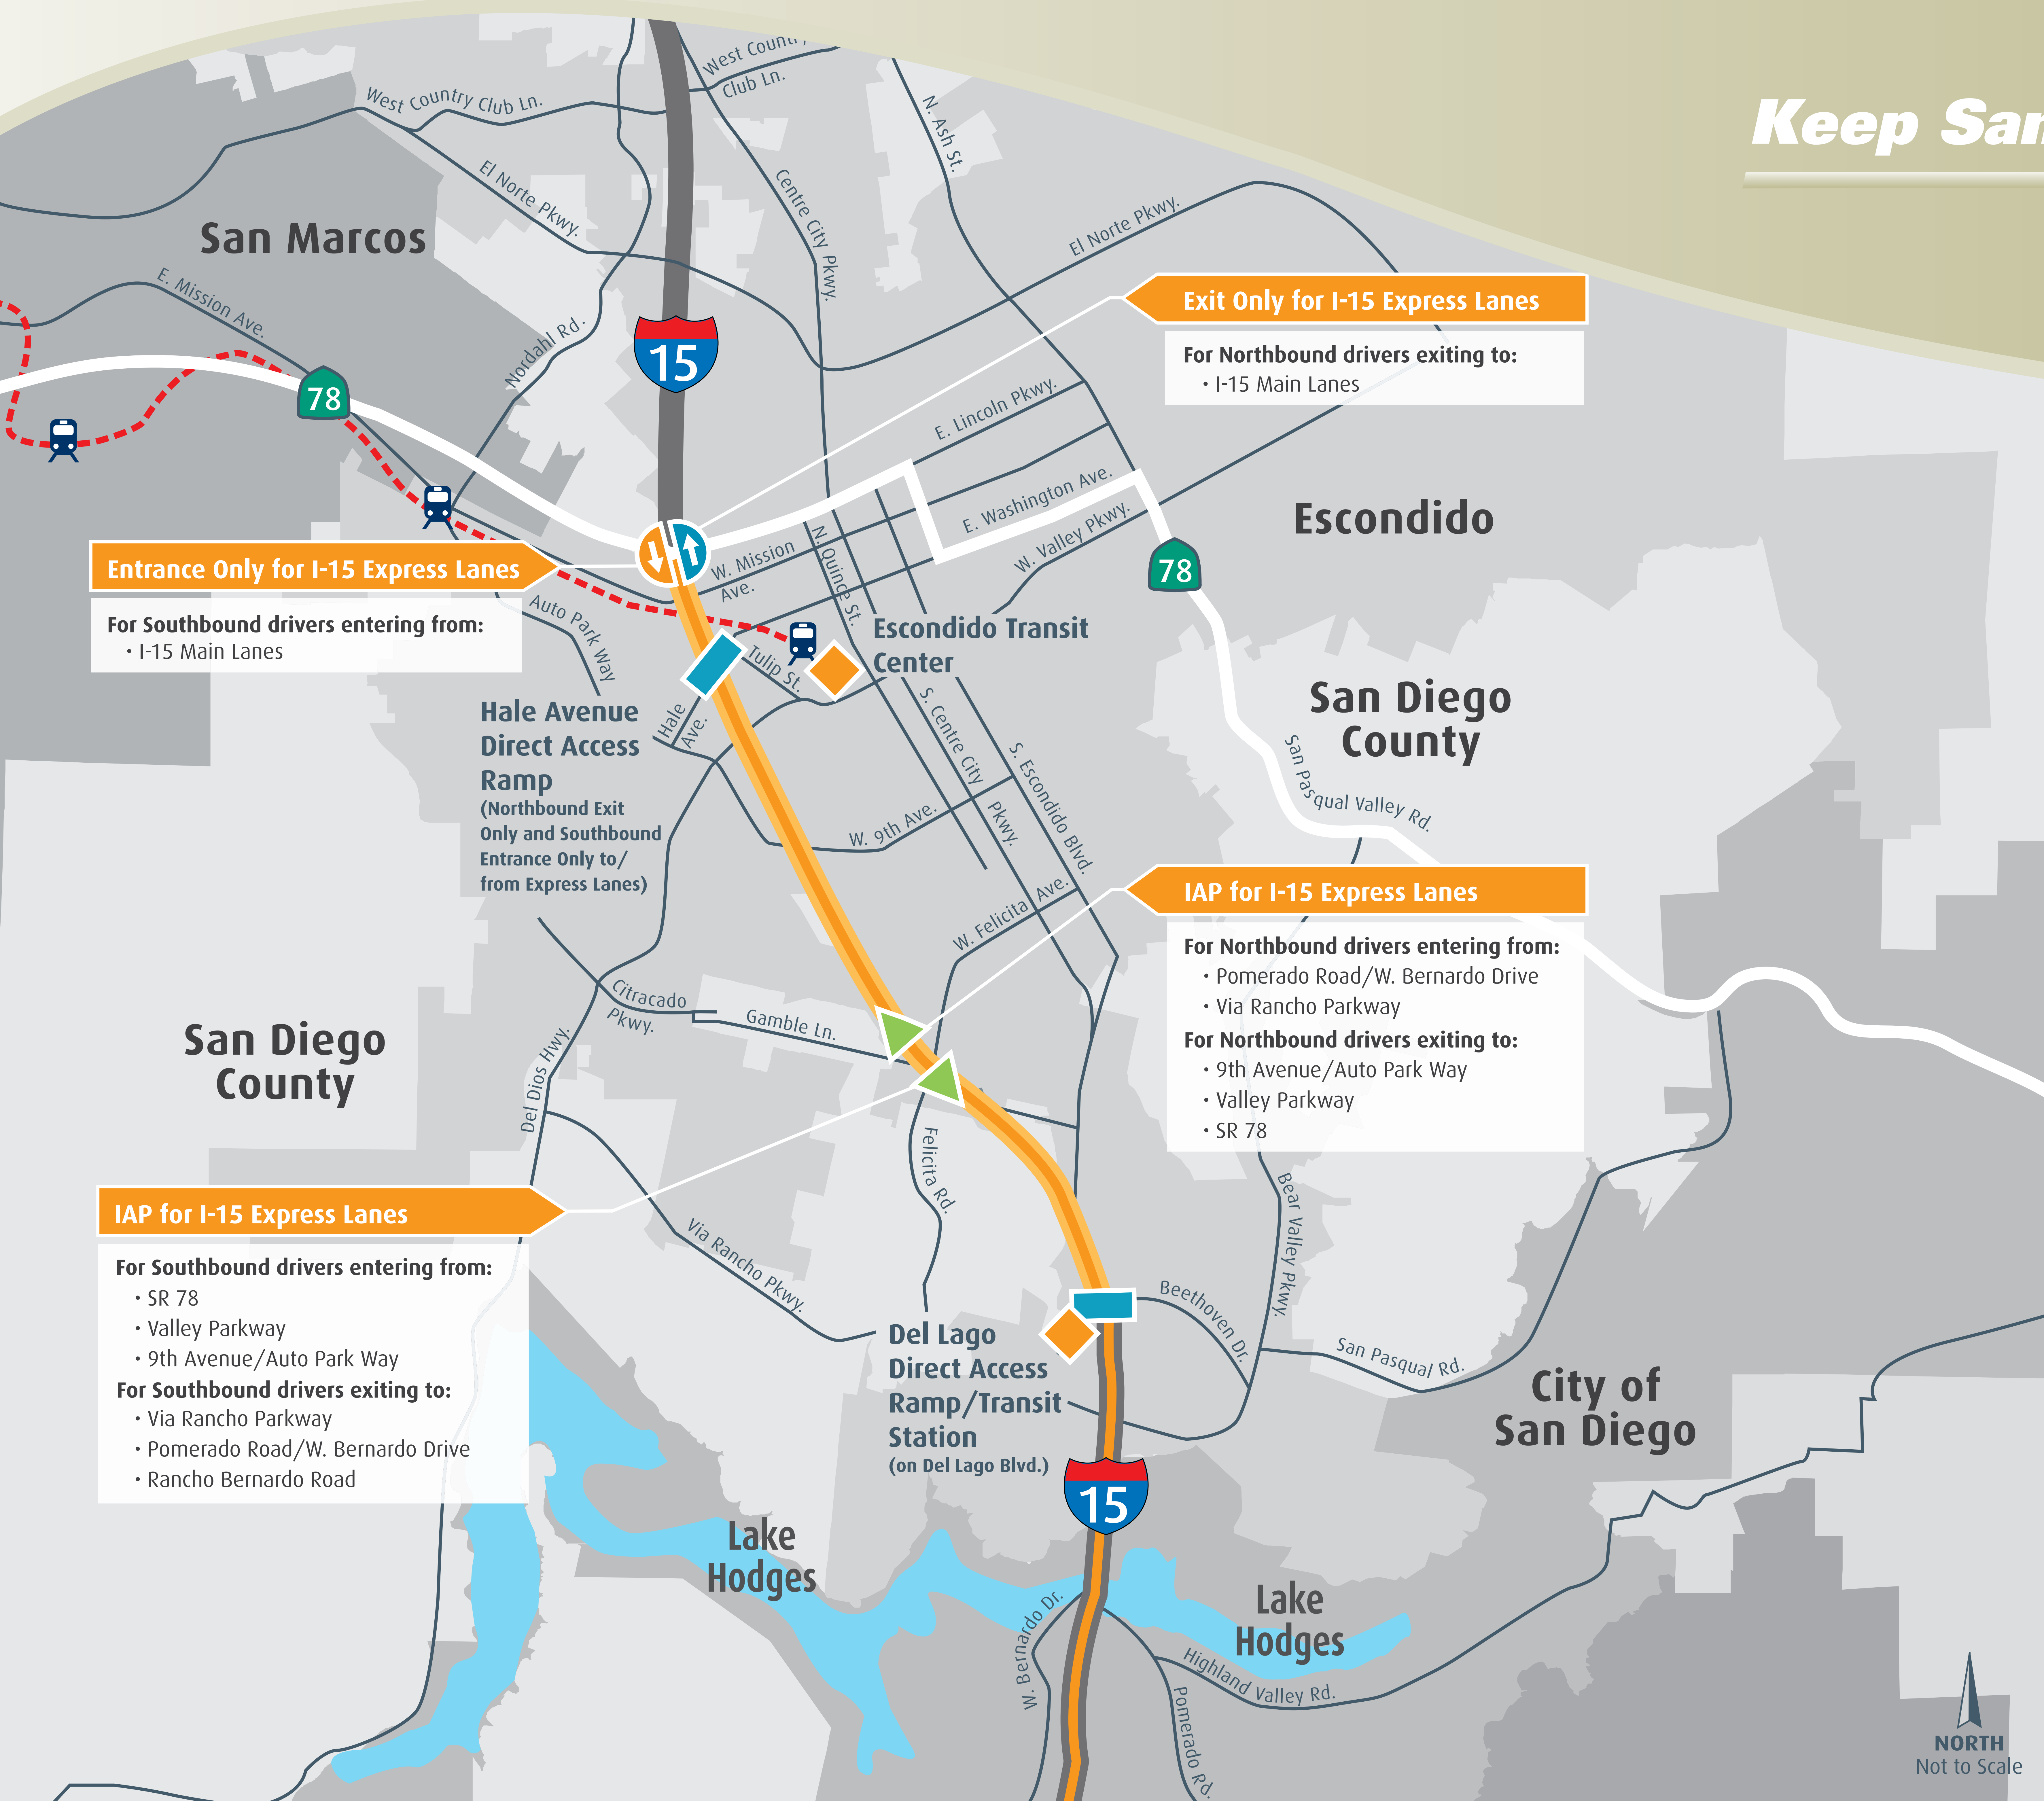 West County
Club Ln.
West Country Club Ln.
N. Ash St.
Keep San
El Norte Pkwy.
Centre City Pkwy.
El Norte Pkwy.
San Marcos
E. Mission Ave.
Nordahl Rd.
15
78
Exit Only for I-15 Express Lanes
For Northbound drivers exiting to:
• I-15 Main Lanes
E. Lincoln Pkwy.
E. Washington Ave.
W. Valley Pkwy.
Escondido
78
Entrance Only for I-15 Express Lanes
For Southbound drivers entering from:
• I-15 Main Lanes
W. Mission
Ave.
N. Quince St.
Auto Park Way
Tulip St.
Escondido Transit
Center
Hale Avenue
Direct Access
Ramp
(Northbound Exit
Only and Southbound
Entrance Only to/
from Express Lanes)
Hale
Ave.
S. Centre City
Pkwy.
S. Escondido Blvd.
San Diego
County
San Pasqual Valley Rd.
W. 9th Ave.
W. Felicita Ave.
IAP for I-15 Express Lanes
For Northbound drivers entering from:
• Pomerado Road/W. Bernardo Drive
• Via Rancho Parkway
For Northbound drivers exiting to:
• 9th Avenue/Auto Park Way
• Valley Parkway
• SR 78
Citracado
Pkwy.
Gamble Ln.
San Diego
County
Del Dios Hwy.
Felicita Rd.
Bear Valley Pkwy.
Via Rancho Pkwy.
IAP for I-15 Express Lanes
For Southbound drivers entering from:
• SR 78
• Valley Parkway
• 9th Avenue/Auto Park Way
For Southbound drivers exiting to:
• Via Rancho Parkway
• Pomerado Road/W. Bernardo Drive
• Rancho Bernardo Road
Beethoven Dr.
San Pasqual Rd.
Del Lago
Direct Access
Ramp/Transit
Station
(on Del Lago Blvd.)
City of
San Diego
15
Lake
Hodges
Lake
Hodges
W. Bernardo Dr.
Highland Valley Rd.
Pomerado Rd.
NORTH
Not to Scale